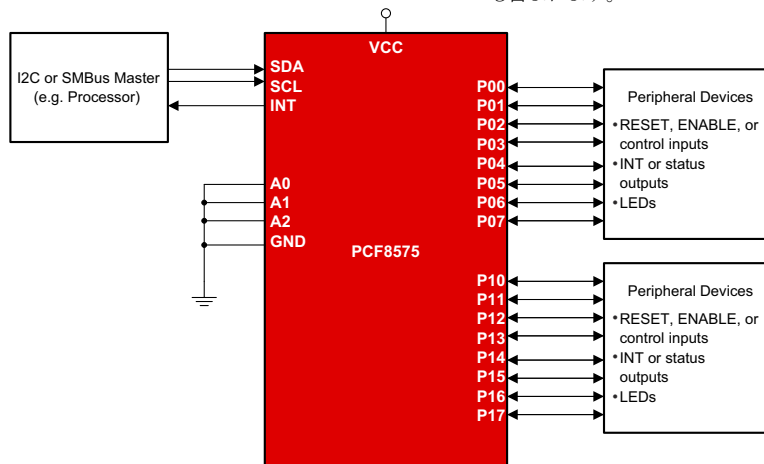 VCC
I2C or SMBus Master
(e.g. Processor)
SDA
SCL
INT
A0
A1
A2
GND
PCF8575
P00
P01
P02
P03
P04
P05
P06
P07
Peripheral Devices
•RESET, ENABLE, or
control inputs
•INT or status
outputs
•LEDs
P10
P11
P12
P13
P14
P15
P16
P17
Peripheral Devices
•RESET, ENABLE, or
control inputs
•INT or status
outputs
•LEDs